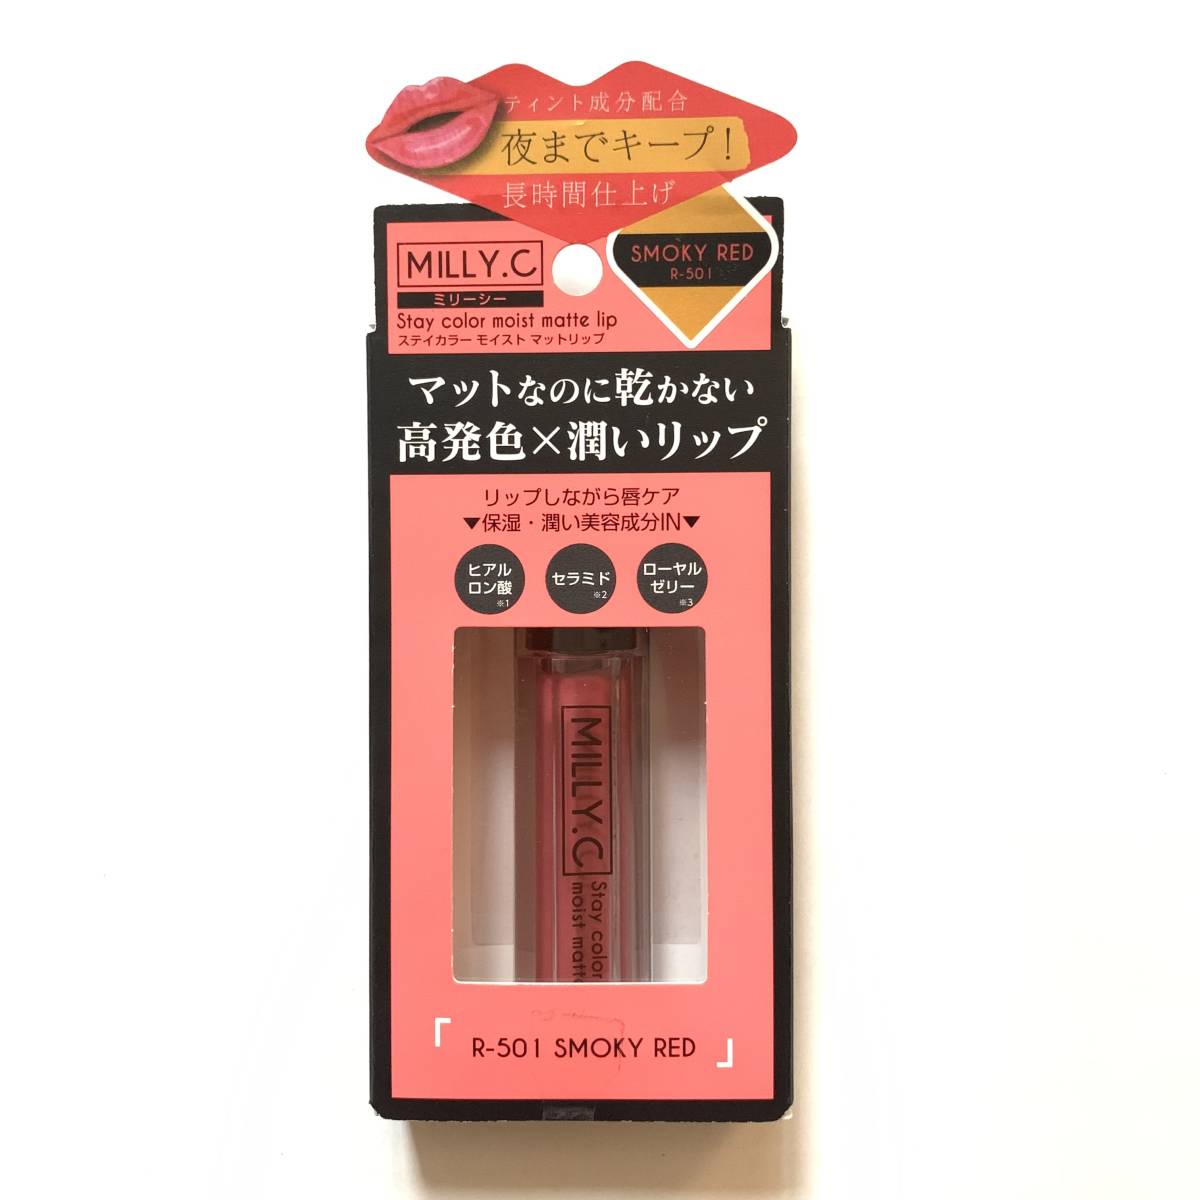 ティント成分配合
夜までキープ!
長時間仕上げ
SMOKY RED
R-501
MILLY.C
ミリーシー
Stay color moist matte lip
ステイカラー モイスト マットリップ
マットなのに乾かない
高発色×潤いリップ
リップしながら唇ケア
▼保湿・潤い美容成分IN▼
ヒアル
ロン酸
※1
セラミド
※2
ローヤル
ゼリー
※3
MILLY.C
Stay color
moist matte
「R-501 SMOKY RED」